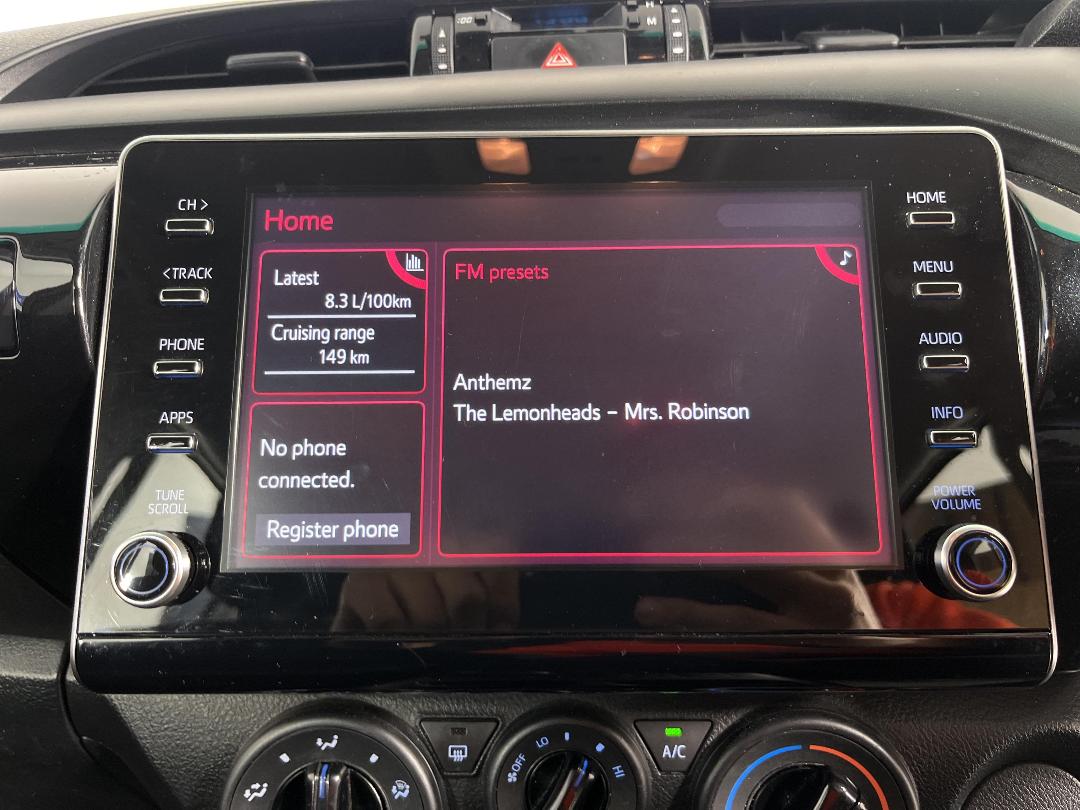 :00
H
M
CH >
<TRACK
PHONE
APPS
TUNE
SCROLL
Home
Latest
8.3 L/100km
Cruising range
149 km
No phone
connected.
Register phone
FM presets
Anthemz
The Lemonheads – Mrs. Robinson
HOME
MENU
AUDIO
INFO
POWER
VOLUME
OFF
LO
HI
A/C